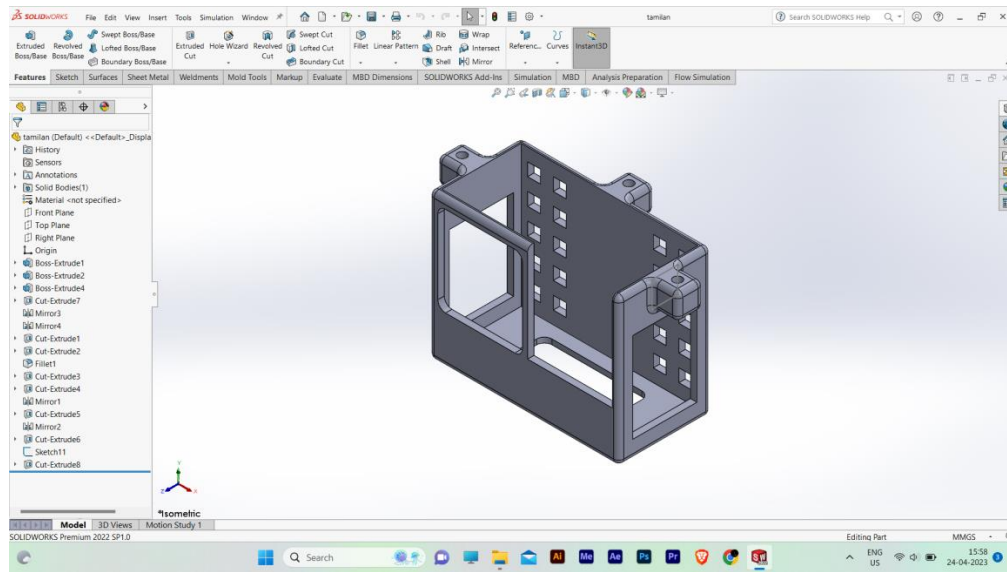 SOLIDWORKS File Edit View Insert Tools Simulation Window tamilan Search SOLIDWORKS Help
Extruded Boss/Base
Revolved Boss/Base
Swept Boss/Base
Lofted Boss/Base
Boundary Boss/Base
Extruded Cut
Hole Wizard
Revolved Cut
Swept Cut
Lofted Cut
Boundary Cut
Fillet
Linear Pattern
Rib
Draft
Shell
Wrap
Intersect
Mirror
Referenc...
Curves
Instant3D
Features Sketch Surfaces Sheet Metal Weldments Mold Tools Markup Evaluate MBD Dimensions SOLIDWORKS Add-Ins Simulation MBD Analysis Preparation Flow Simulation
tamilan (Default) <<Default>_Displa
History
Sensors
Annotations
Solid Bodies(1)
Material <not specified>
Front Plane
Top Plane
Right Plane
Origin
Boss-Extrude1
Boss-Extrude2
Boss-Extrude4
Cut-Extrude7
Mirror3
Mirror4
Cut-Extrude1
Cut-Extrude2
Fillet1
Cut-Extrude3
Cut-Extrude4
Mirror1
Cut-Extrude5
Mirror2
Cut-Extrude6
Sketch11
Cut-Extrude8
*Isometric
Model 3D Views Motion Study 1
SOLIDWORKS Premium 2022 SP1.0 Editing Part MMGS
Search Ai Me Ae Ps Pr ENG 15:58
US 24-04-2023